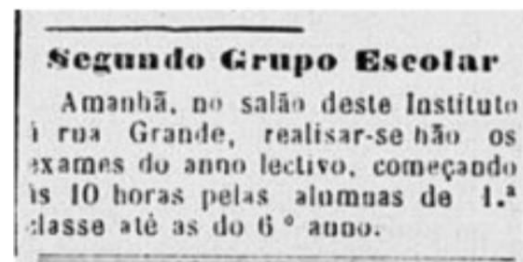 Segundo Grupo Escolar
Amanhã, no salão deste Instituto
à rua Grande, realisar-se hão os
exames do anno lectivo, começando
às 10 horas pelas alumnas de 1.ª
classe até as do 6º anno.